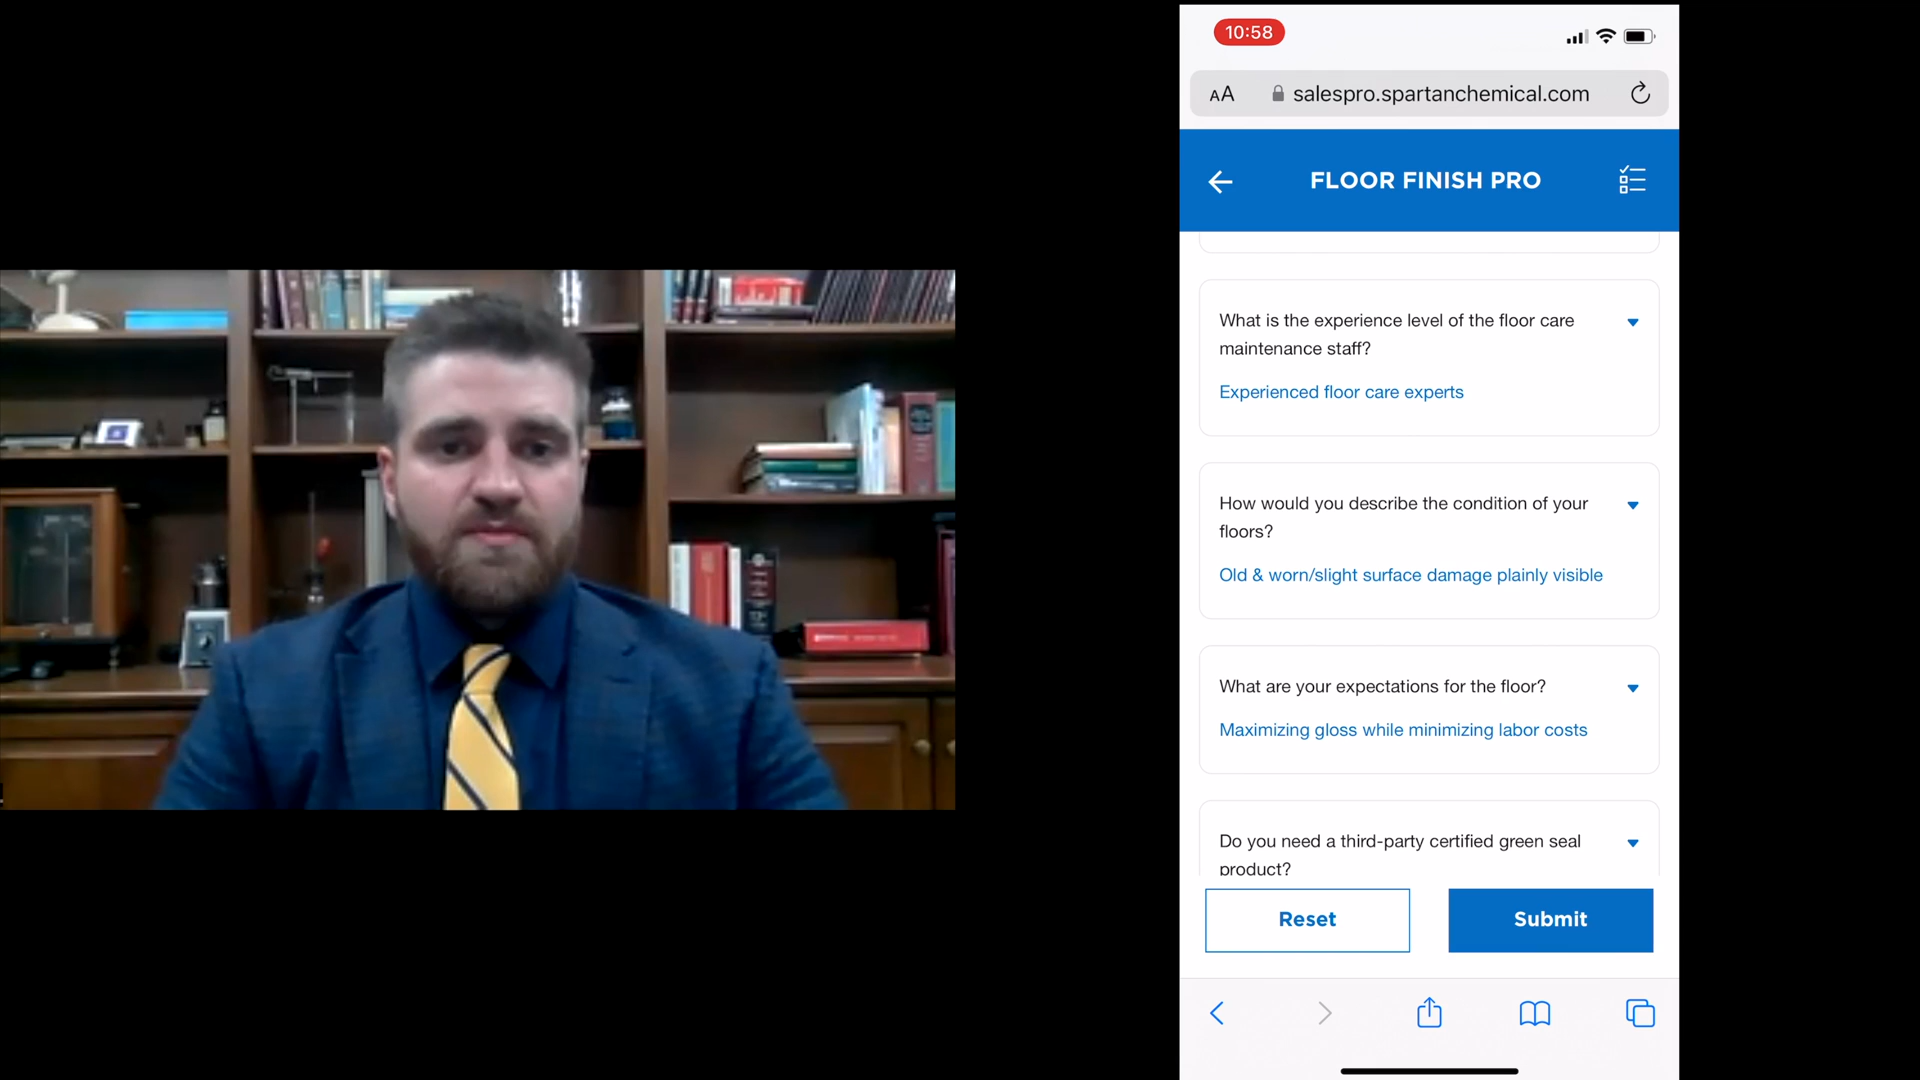 10:58
AA salespro.spartanchemical.com
FLOOR FINISH PRO
What is the experience level of the floor care
maintenance staff?
Experienced floor care experts
How would you describe the condition of your
floors?
Old & worn/slight surface damage plainly visible
What are your expectations for the floor?
Maximizing gloss while minimizing labor costs
Do you need a third-party certified green seal
product?
Reset
Submit